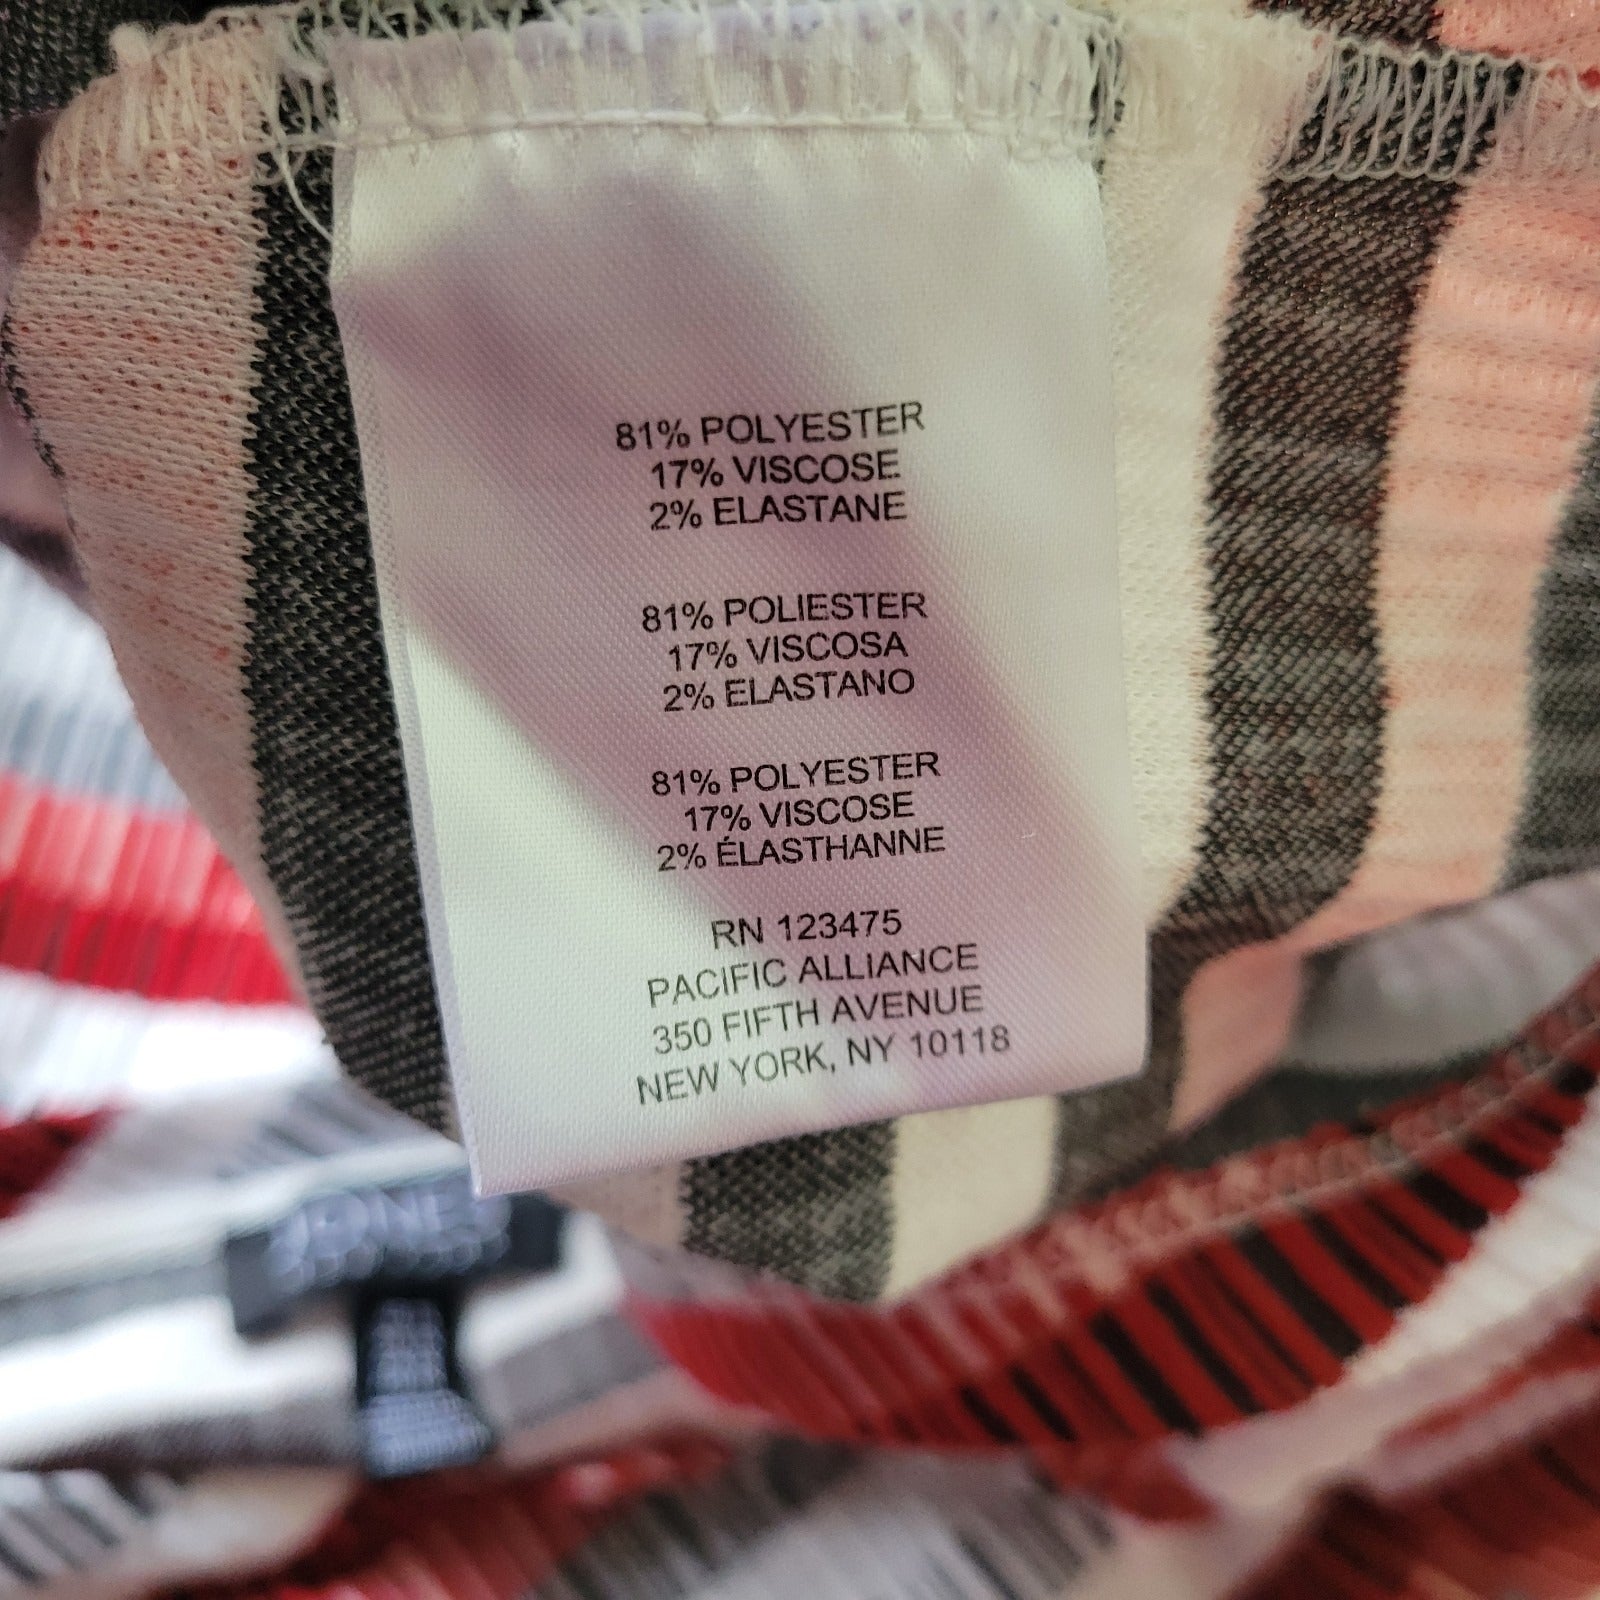 81% POLYESTER
17% VISCOSE
2% ELASTANE
81% POLIESTER
17% VISCOSA
2% ELASTANO
81% POLYESTER
17% VISCOSE
2% ÉLASTHANNE
RN 123475
PACIFIC ALLIANCE
350 FIFTH AVENUE
NEW YORK, NY 10118
JONES